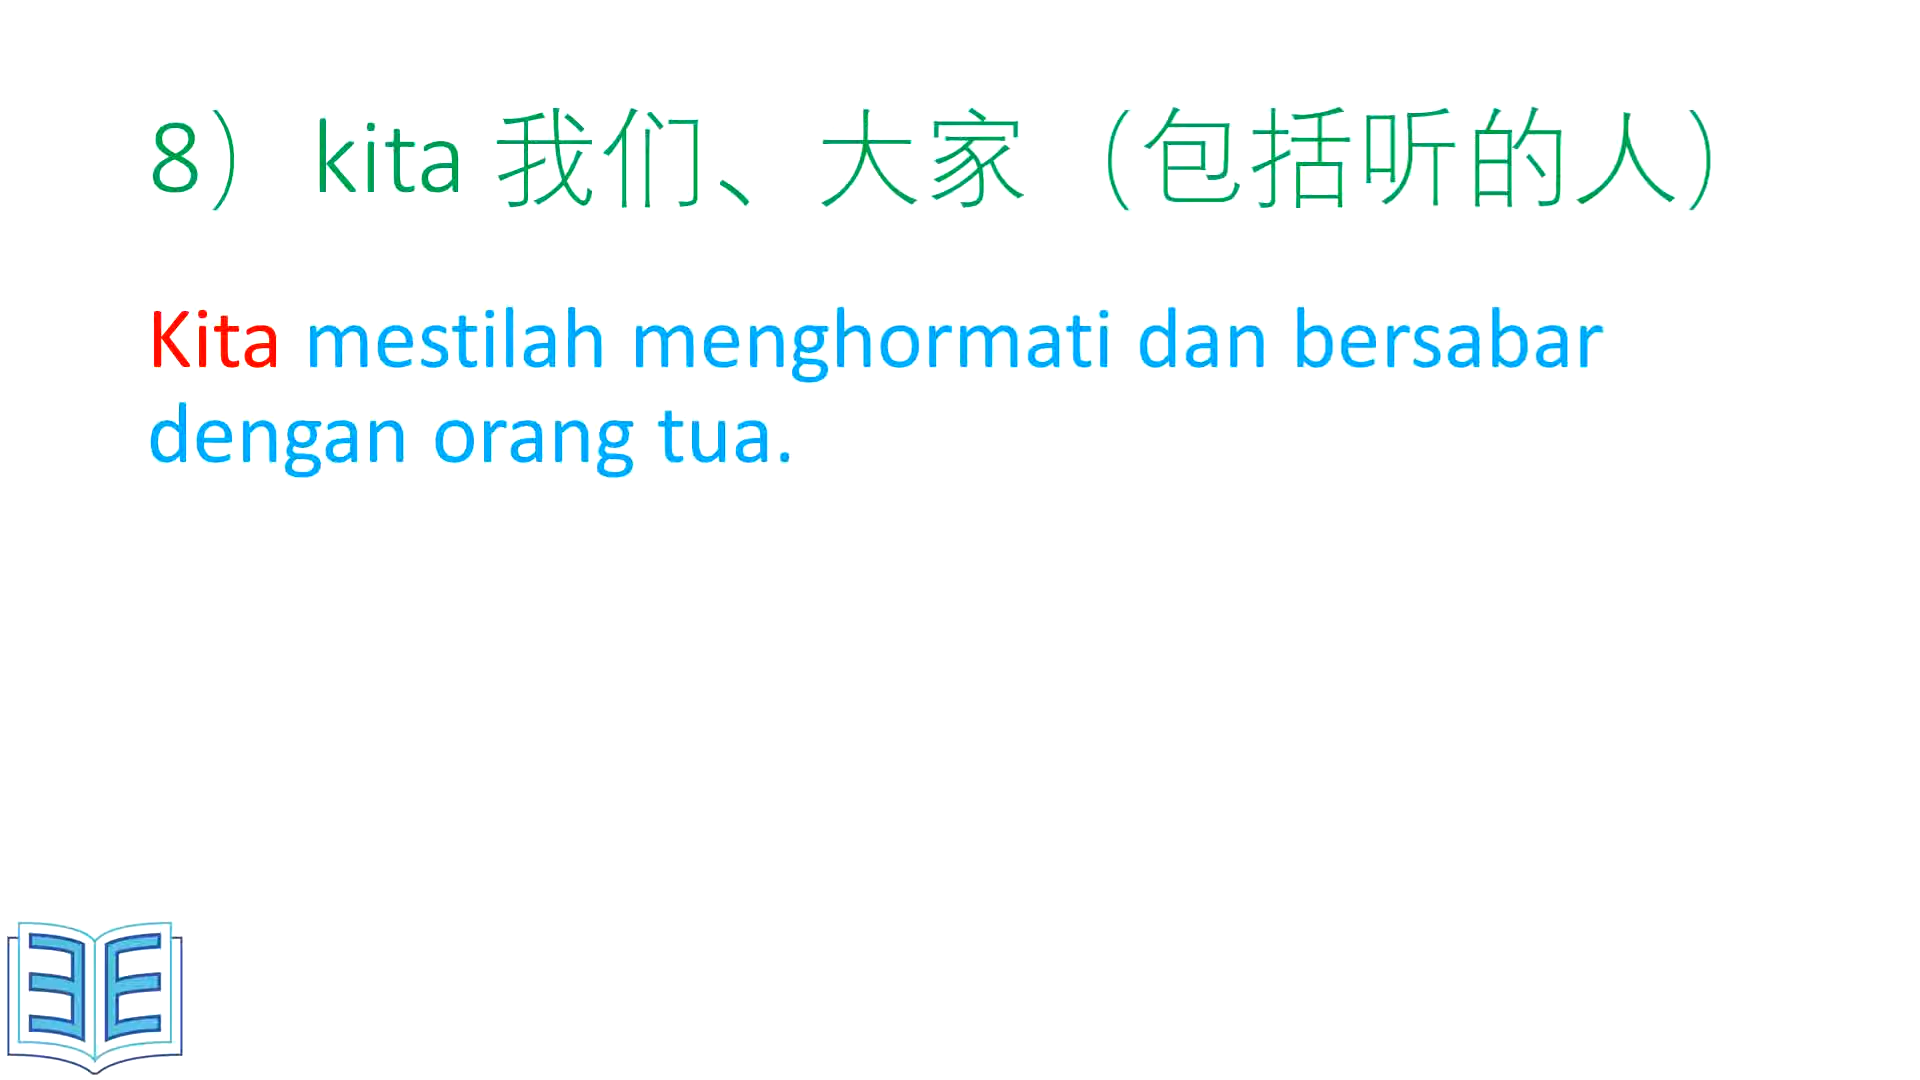 8） kita 我们、大家（包括听的人）
Kita mestilah menghormati dan bersabar
dengan orang tua.